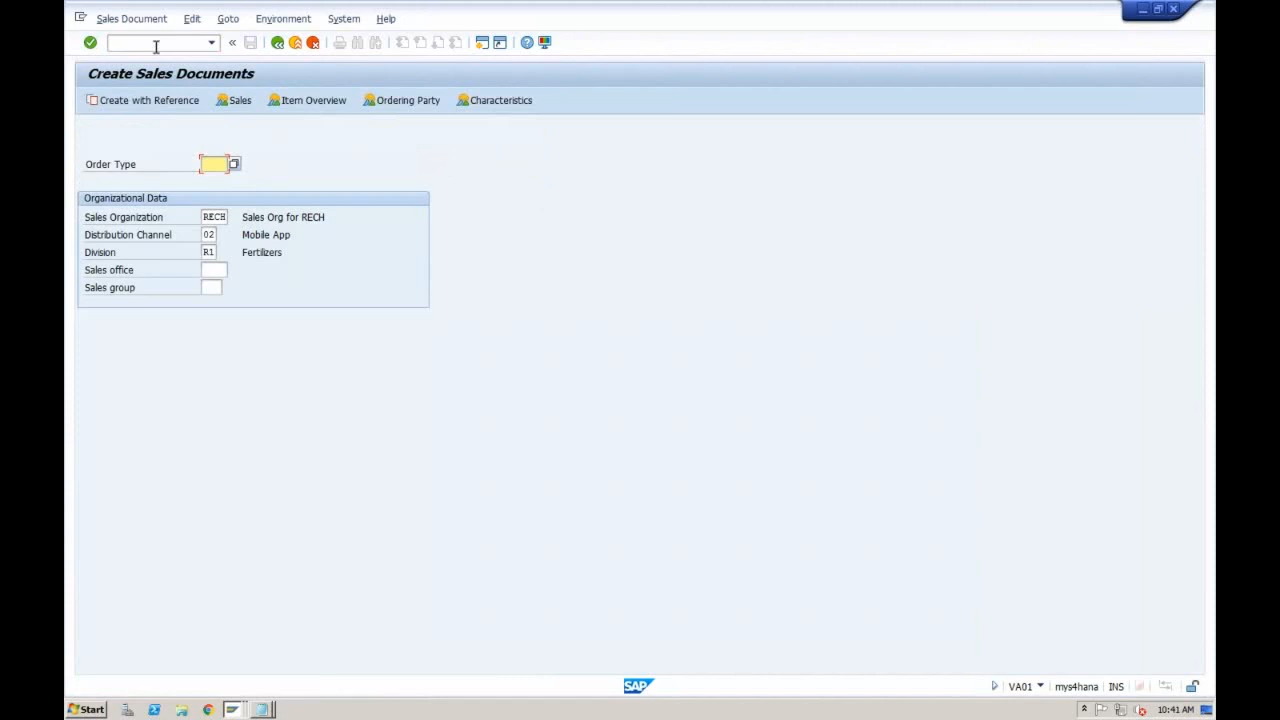 Sales Document Edit Goto Environment System Help
Create Sales Documents
Create with Reference Sales Item Overview Ordering Party Characteristics
Order Type
Organizational Data
Sales Organization RECH Sales Org for RECH
Distribution Channel 02 Mobile App
Division R1 Fertilizers
Sales office
Sales group
SAP VA01 mys4hana INS
Start 10:41 AM